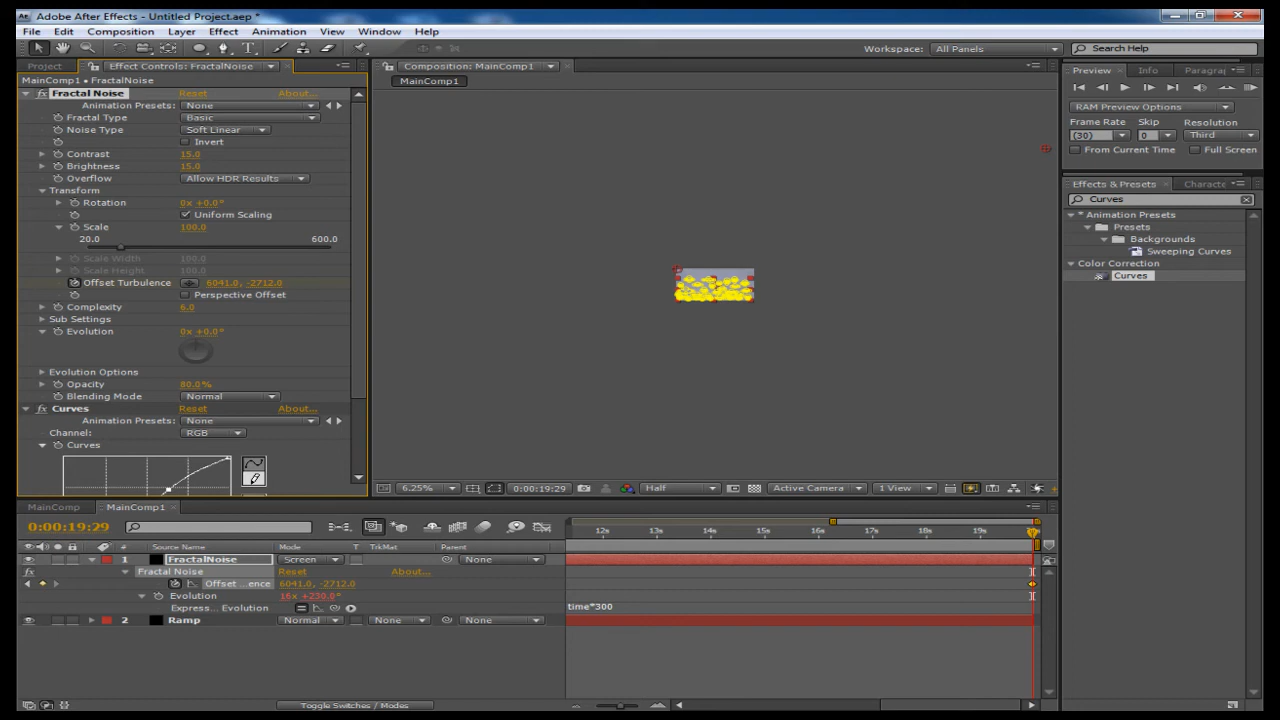 Adobe After Effects - Untitled Project.aep *
File Edit Composition Layer Effect Animation View Window Help
Workspace: All Panels Search Help
Project Effect Controls: FractalNoise
MainComp1 • FractalNoise
fx Fractal Noise Reset About...
Animation Presets: None
Fractal Type Basic
Noise Type Soft Linear
Invert
Contrast 15.0
Brightness 15.0
Overflow Allow HDR Results
Transform
Rotation 0x +0.0°
Uniform Scaling
Scale 100.0
20.0 600.0
Scale Width 100.0
Scale Height 100.0
Offset Turbulence 6041.0, -2712.0
Perspective Offset
Complexity 6.0
Sub Settings
Evolution 0x +0.0°
Evolution Options
Opacity 80.0%
Blending Mode Normal
fx Curves Reset About...
Animation Presets: None
Channel: RGB
Curves
Composition: MainComp1
MainComp1
6.25% 0:00:19:29 Half Active Camera 1 View
Preview Info Paragra
RAM Preview Options
Frame Rate Skip Resolution
(30) 0 Third
From Current Time Full Screen
Effects & Presets Characte
Curves
* Animation Presets
Presets
Backgrounds
Sweeping Curves
Color Correction
Curves
MainComp MainComp1
0:00:19:29
12s 13s 14s 15s 16s 17s 18s 19s
# Source Name Mode T TrkMat Parent
1 FractalNoise Screen None
fx Fractal Noise Reset About...
Offset ...ence 6041.0, -2712.0
Evolution 16x +230.0°
Express... Evolution time*300
2 Ramp Normal None None
Toggle Switches / Modes